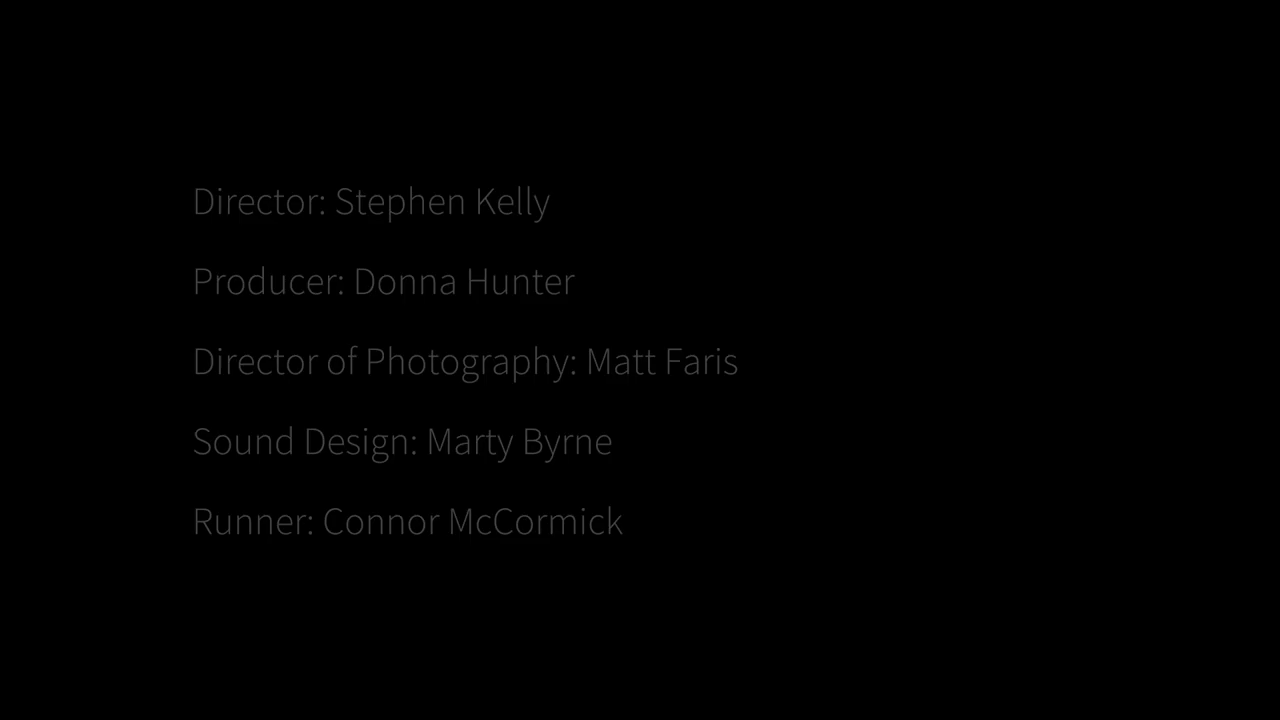 Director: Stephen Kelly
Producer: Donna Hunter
Director of Photography: Matt Faris
Sound Design: Marty Byrne
Runner: Connor McCormick